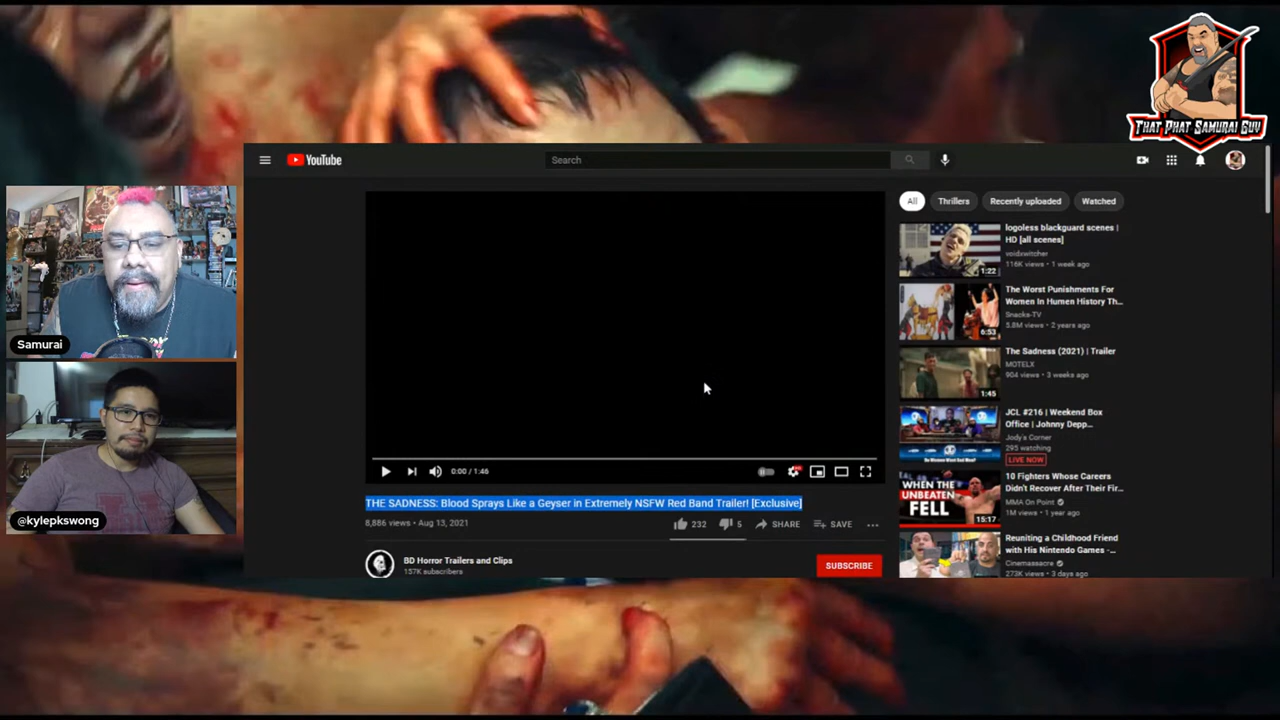 THAT PHAT SAMURAI GUY
YouTube
Search
All
Thrillers
Recently uploaded
Watched
logoless blackguard scenes |
HD [all scenes]
voidxwitcher
116K views • 1 week ago
1:22
The Worst Punishments For
Women In Human History Th...
Snacks-TV
5.8M views • 2 years ago
6:53
The Sadness (2021) | Trailer
MOTELX
904 views • 3 weeks ago
1:45
JCL #216 | Weekend Box
Office | Johnny Depp...
Jody's Corner
295 watching
LIVE NOW
WHEN THE
UNBEATEN
FELL
10 Fighters Whose Careers
Didn't Recover After Their Fir...
MMA On Point
1M views • 1 year ago
15:17
Reuniting a Childhood Friend
with His Nintendo Games -...
Cinemassacre
273K views • 3 days ago
Samurai
@kylepkswong
0:00 / 1:46
THE SADNESS: Blood Sprays Like a Geyser in Extremely NSFW Red Band Trailer! [Exclusive]
8,886 views • Aug 13, 2021
232
5
SHARE
SAVE
BD Horror Trailers and Clips
157K subscribers
SUBSCRIBE